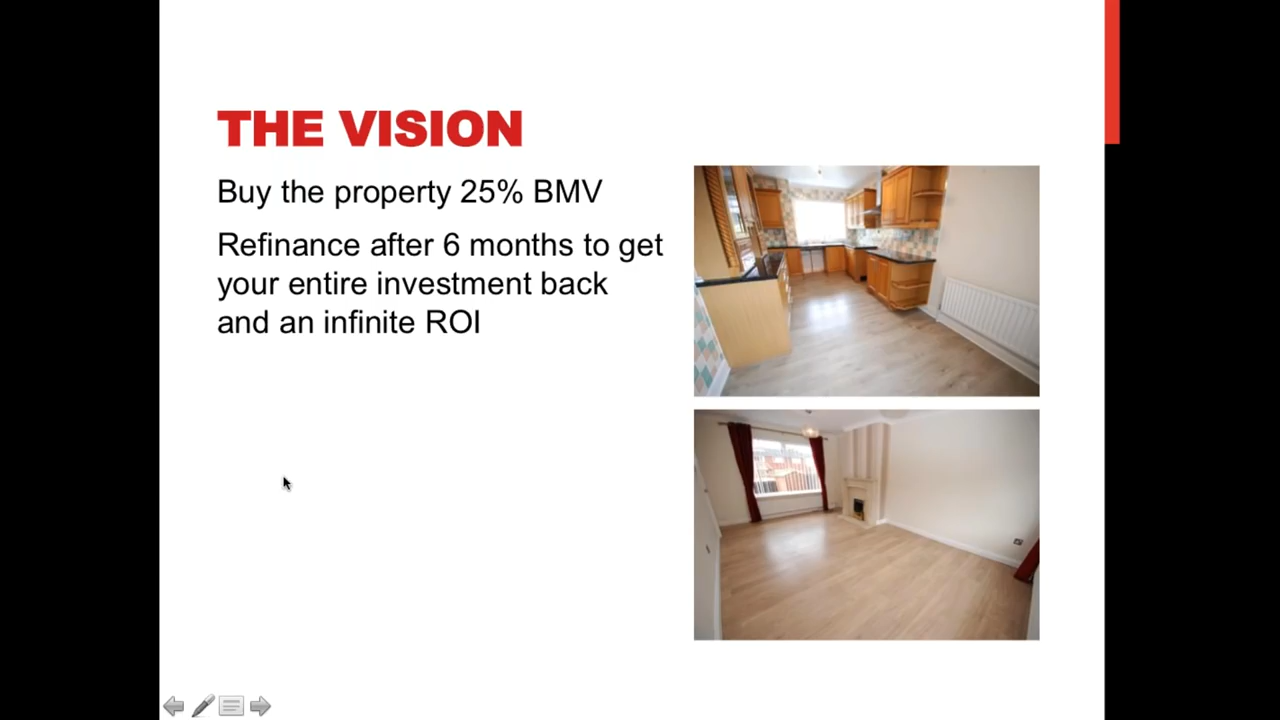 THE VISION
Buy the property 25% BMV
Refinance after 6 months to get
your entire investment back
and an infinite ROI